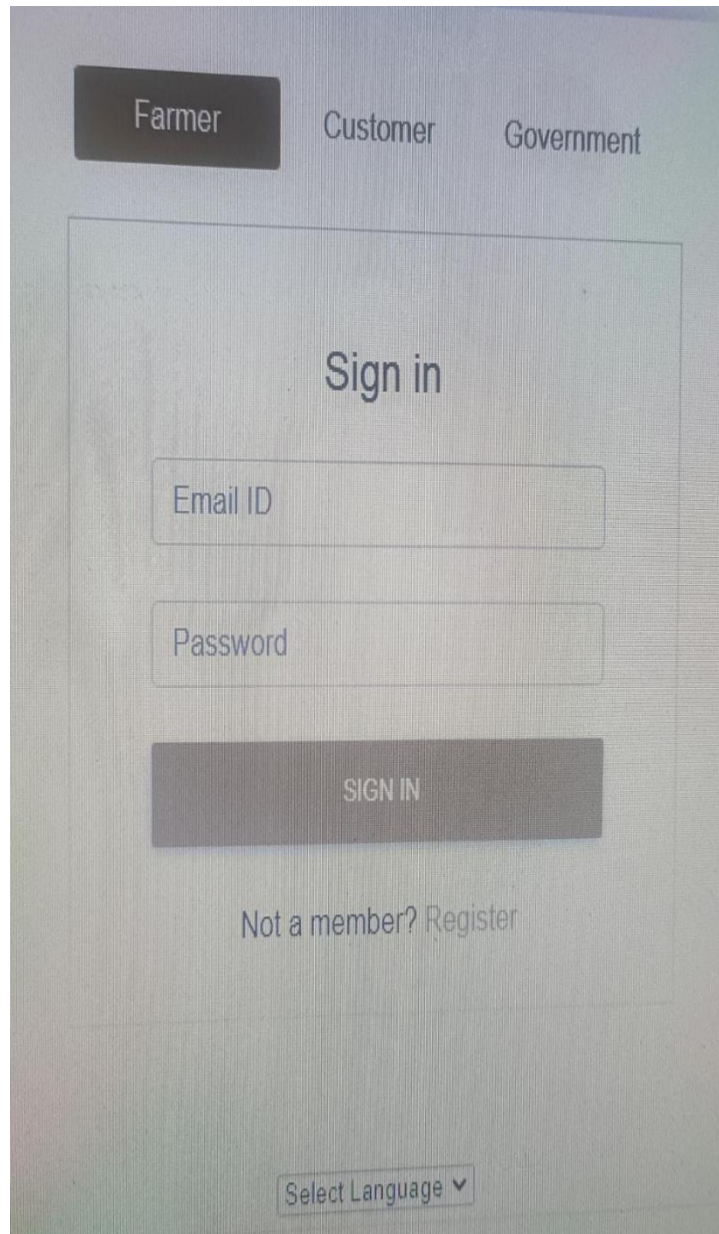 Farmer Customer Government
Sign in
Email ID
Password
SIGN IN
Not a member? Register
Select Language